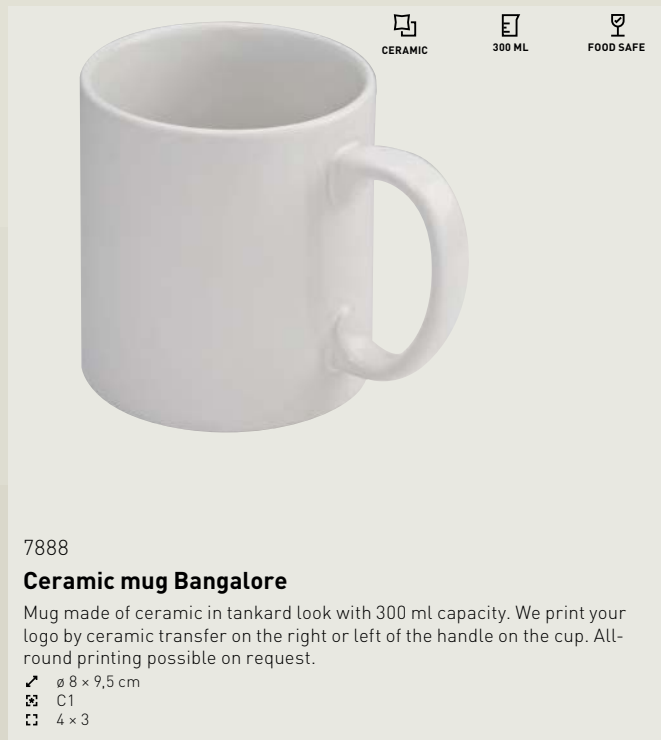 CERAMIC
300 ML
FOOD SAFE
7888
Ceramic mug Bangalore
Mug made of ceramic in tankard look with 300 ml capacity. We print your
logo by ceramic transfer on the right or left of the handle on the cup. All-
round printing possible on request.
ø 8 × 9,5 cm
C1
4 × 3